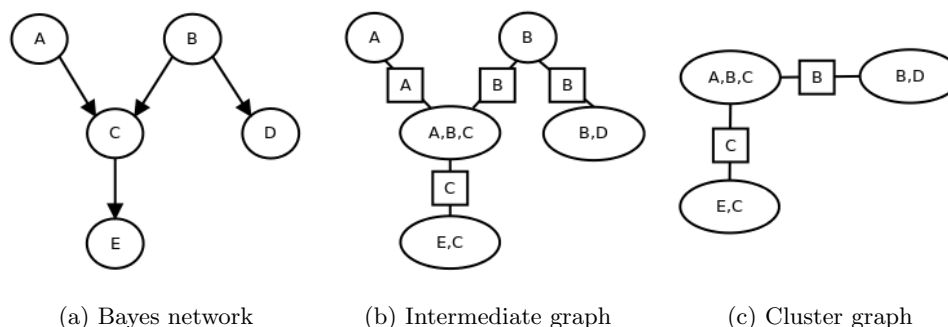 A
B
C
D
E
(a) Bayes network
A
B
A
B
B
A,B,C
B,D
C
E,C
(b) Intermediate graph
A,B,C
B
B,D
C
E,C
(c) Cluster graph